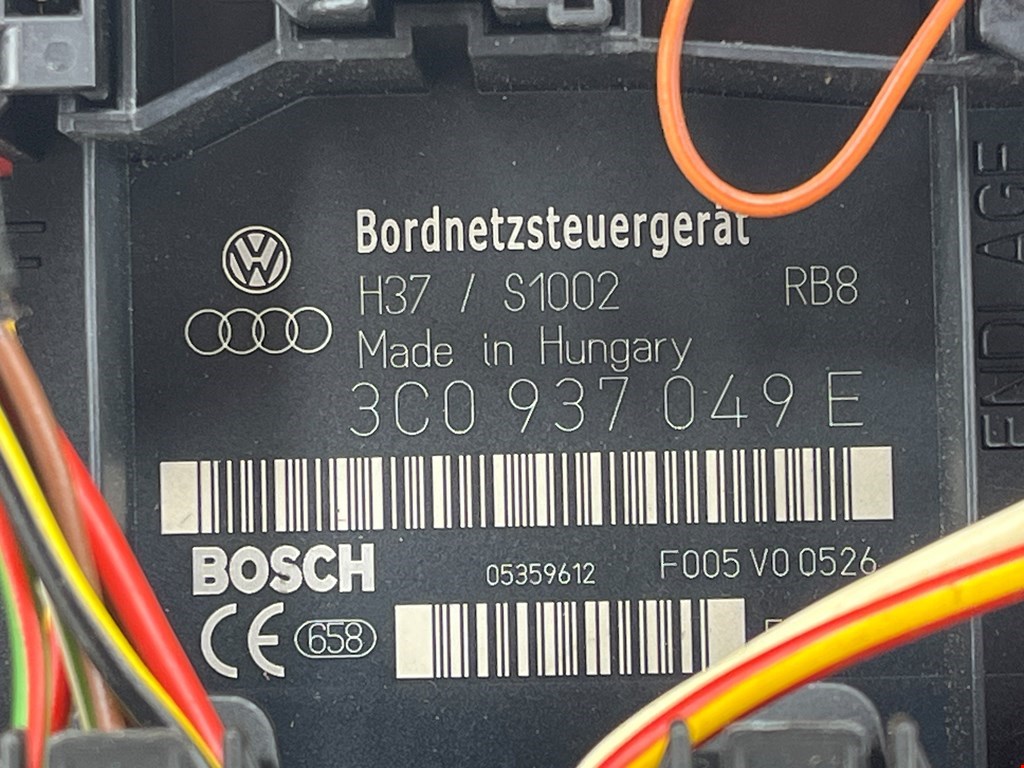 Bordnetzsteuergerät
H37 / S1002 RB8
Made in Hungary
3C0 937 049 E
BOSCH 05359612 F005 V0 0526
CE 658